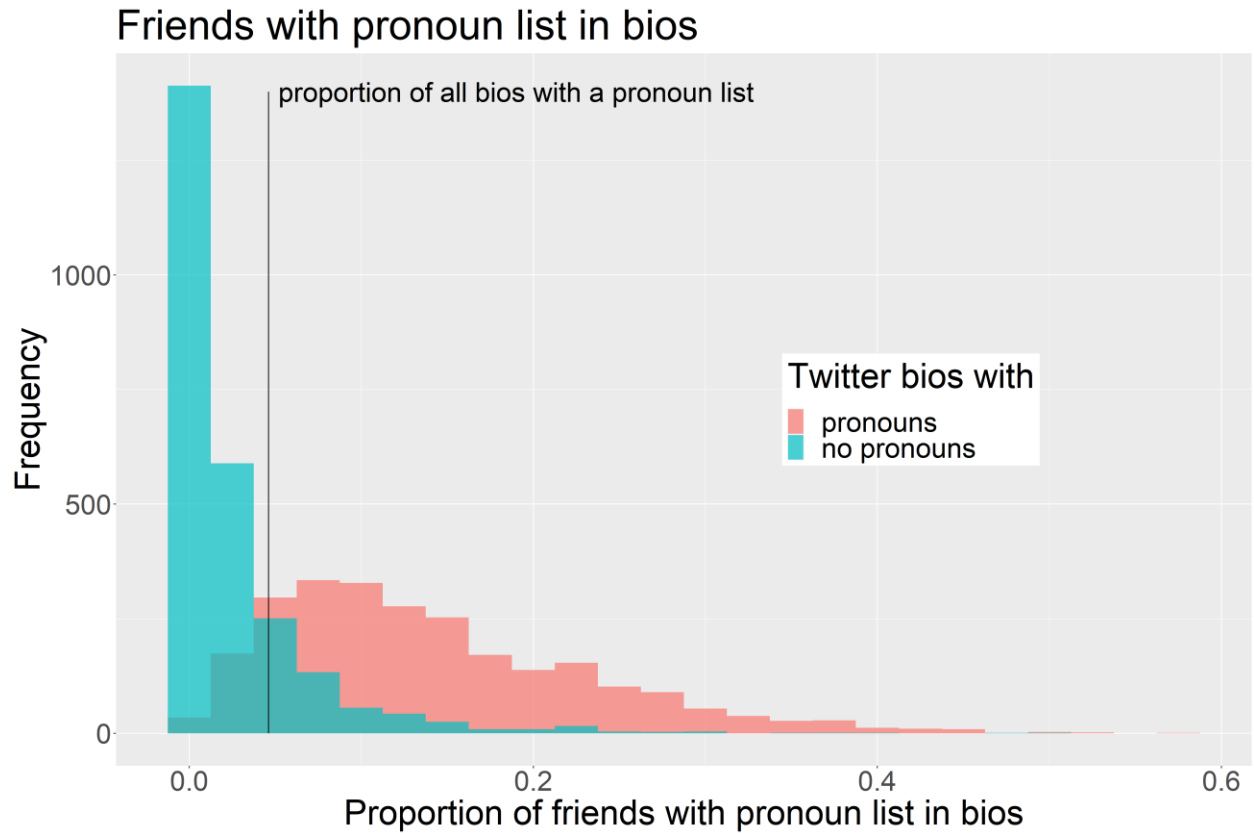 Friends with pronoun list in bios
proportion of all bios with a pronoun list
1000
Frequency
Twitter bios with
pronouns
no pronouns
500
0
0.0
0.2
0.4
0.6
Proportion of friends with pronoun list in bios